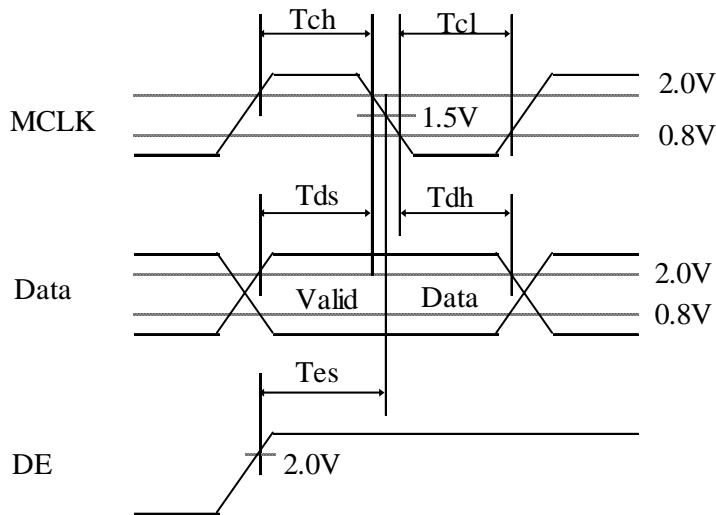 Tch Tcl
2.0V
MCLK 1.5V
0.8V
Tds Tdh
2.0V
Data Valid Data
0.8V
Tes
DE 2.0V